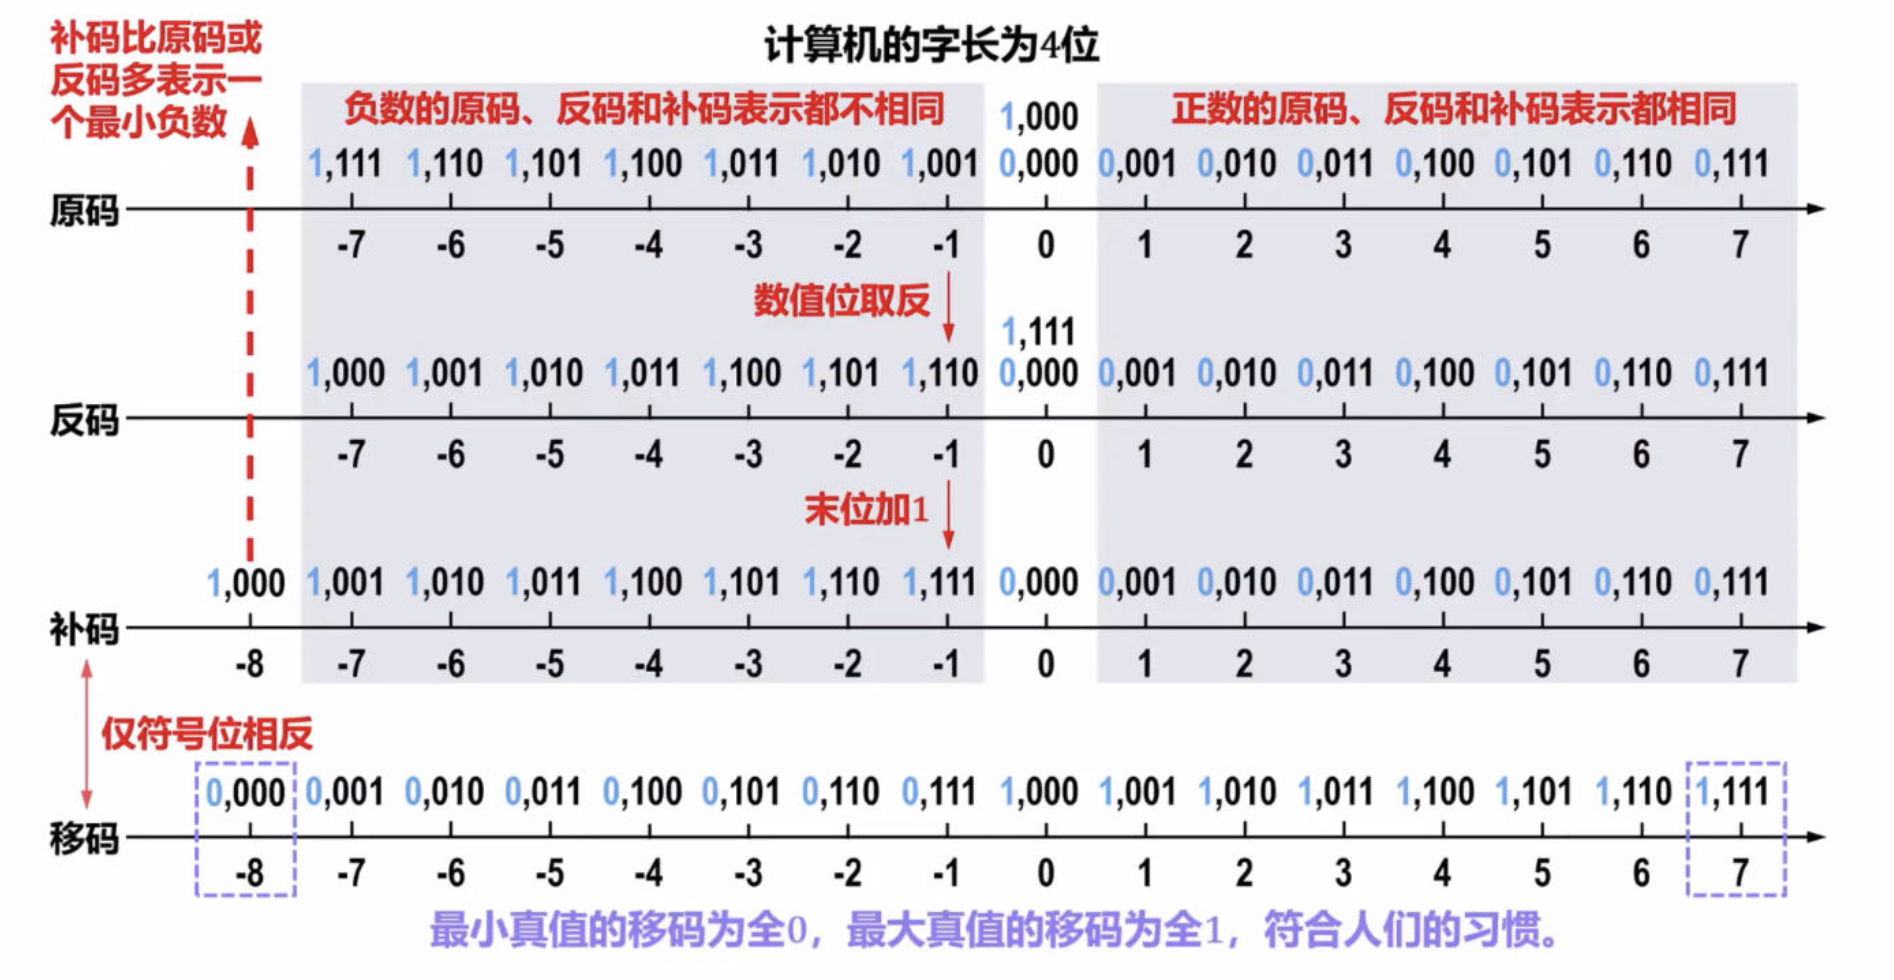 计算机的字长为4位
补码比原码或
反码多表示一
个最小负数
负数的原码、反码和补码表示都不相同
正数的原码、反码和补码表示都相同
1,000
1,111 1,110 1,101 1,100 1,011 1,010 1,001 0,000 0,001 0,010 0,011 0,100 0,101 0,110 0,111
原码
-7 -6 -5 -4 -3 -2 -1 0 1 2 3 4 5 6 7
数值位取反
1,111
1,000 1,001 1,010 1,011 1,100 1,101 1,110 0,000 0,001 0,010 0,011 0,100 0,101 0,110 0,111
反码
-7 -6 -5 -4 -3 -2 -1 0 1 2 3 4 5 6 7
末位加1
1,000 1,001 1,010 1,011 1,100 1,101 1,110 1,111 0,000 0,001 0,010 0,011 0,100 0,101 0,110 0,111
补码
-8 -7 -6 -5 -4 -3 -2 -1 0 1 2 3 4 5 6 7
仅符号位相反
0,000 0,001 0,010 0,011 0,100 0,101 0,110 0,111 1,000 1,001 1,010 1,011 1,100 1,101 1,110 1,111
移码
-8 -7 -6 -5 -4 -3 -2 -1 0 1 2 3 4 5 6 7
最小真值的移码为全0，最大真值的移码为全1，符合人们的习惯。